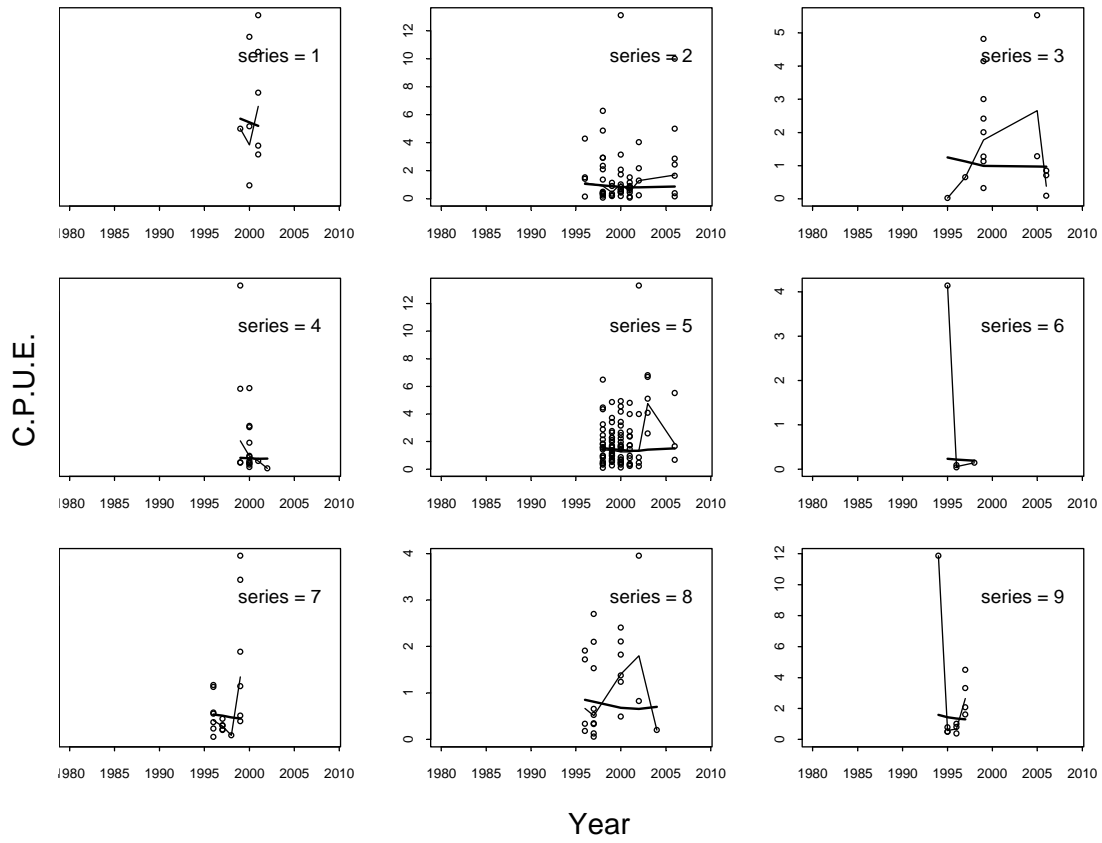 C.P.U.E.
series = 1
1980 1985 1990 1995 2000 2005 2010
0 2 4 6 8 10 12
series = 2
1980 1985 1990 1995 2000 2005 2010
0 1 2 3 4 5
series = 3
1980 1985 1990 1995 2000 2005 2010
series = 4
1980 1985 1990 1995 2000 2005 2010
0 2 4 6 8 10 12
series = 5
1980 1985 1990 1995 2000 2005 2010
0 1 2 3 4
series = 6
1980 1985 1990 1995 2000 2005 2010
series = 7
1980 1985 1990 1995 2000 2005 2010
0 1 2 3 4
series = 8
1980 1985 1990 1995 2000 2005 2010
0 2 4 6 8 10 12
series = 9
1980 1985 1990 1995 2000 2005 2010
Year